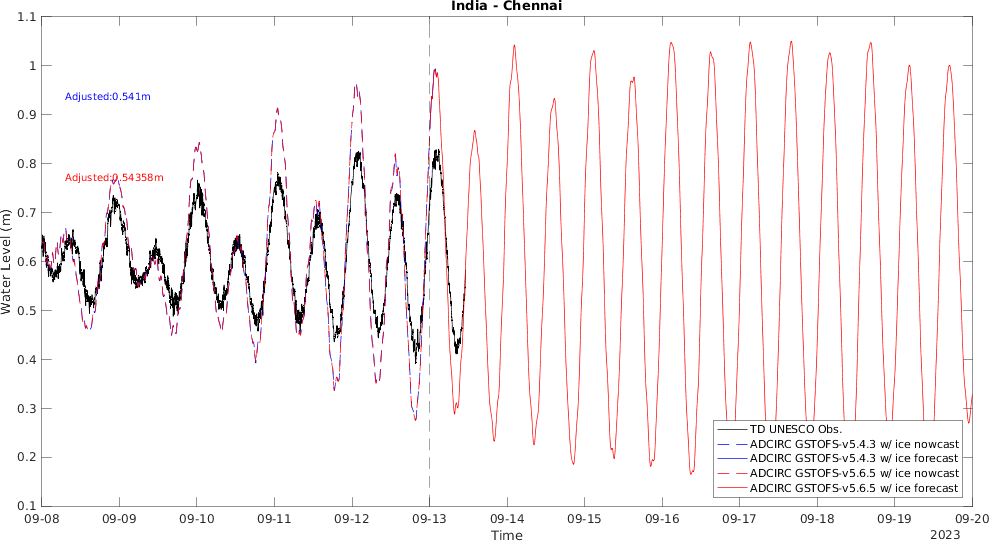 India - Chennai
1.1
1
0.9
0.8
0.7
0.6
0.5
0.4
0.3
0.2
0.1
Water Level (m)
Adjusted:0.541m
Adjusted:0.54358m
TD UNESCO Obs.
ADCIRC GSTOFS-v5.4.3 w/ ice nowcast
ADCIRC GSTOFS-v5.4.3 w/ ice forecast
ADCIRC GSTOFS-v5.6.5 w/ ice nowcast
ADCIRC GSTOFS-v5.6.5 w/ ice forecast
09-08 09-09 09-10 09-11 09-12 09-13 09-14 09-15 09-16 09-17 09-18 09-19 09-20
Time
2023